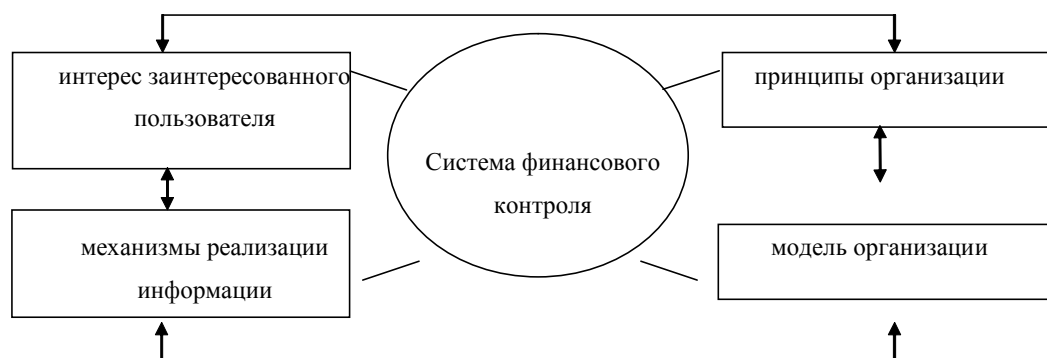 интерес заинтересованного
пользователя
принципы организации
Система финансового
контроля
механизмы реализации
информации
модель организации